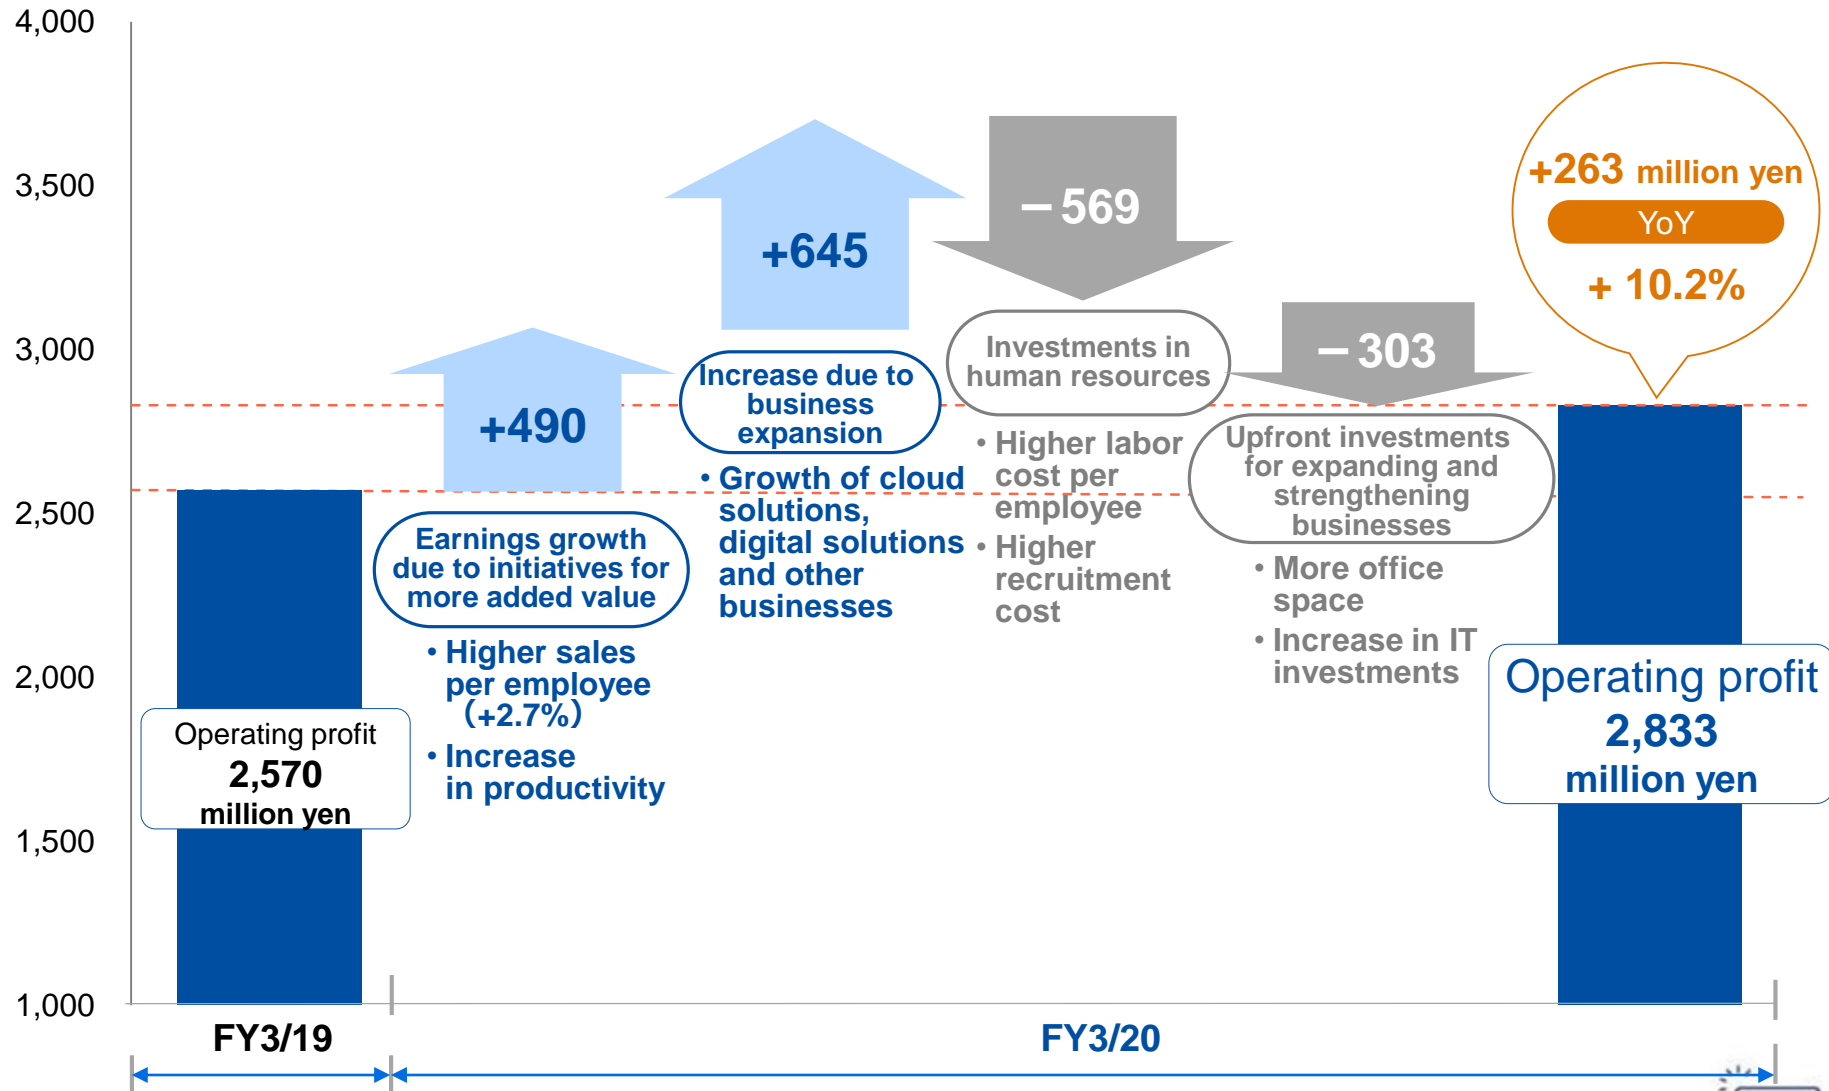 4,000
3,500
3,000
2,500
2,000
1,500
1,000
Operating profit
2,570
million yen
+490
Earnings growth
due to initiatives for
more added value
• Higher sales
per employee
（+2.7%）
• Increase
in productivity
+645
Increase due to
business
expansion
• Growth of cloud
solutions,
digital solutions
and other
businesses
－569
Investments in
human resources
• Higher labor
cost per
employee
• Higher
recruitment
cost
－303
Upfront investments
for expanding and
strengthening
businesses
• More office
space
• Increase in IT
investments
+263 million yen
YoY
+ 10.2%
Operating profit
2,833
million yen
FY3/19
FY3/20